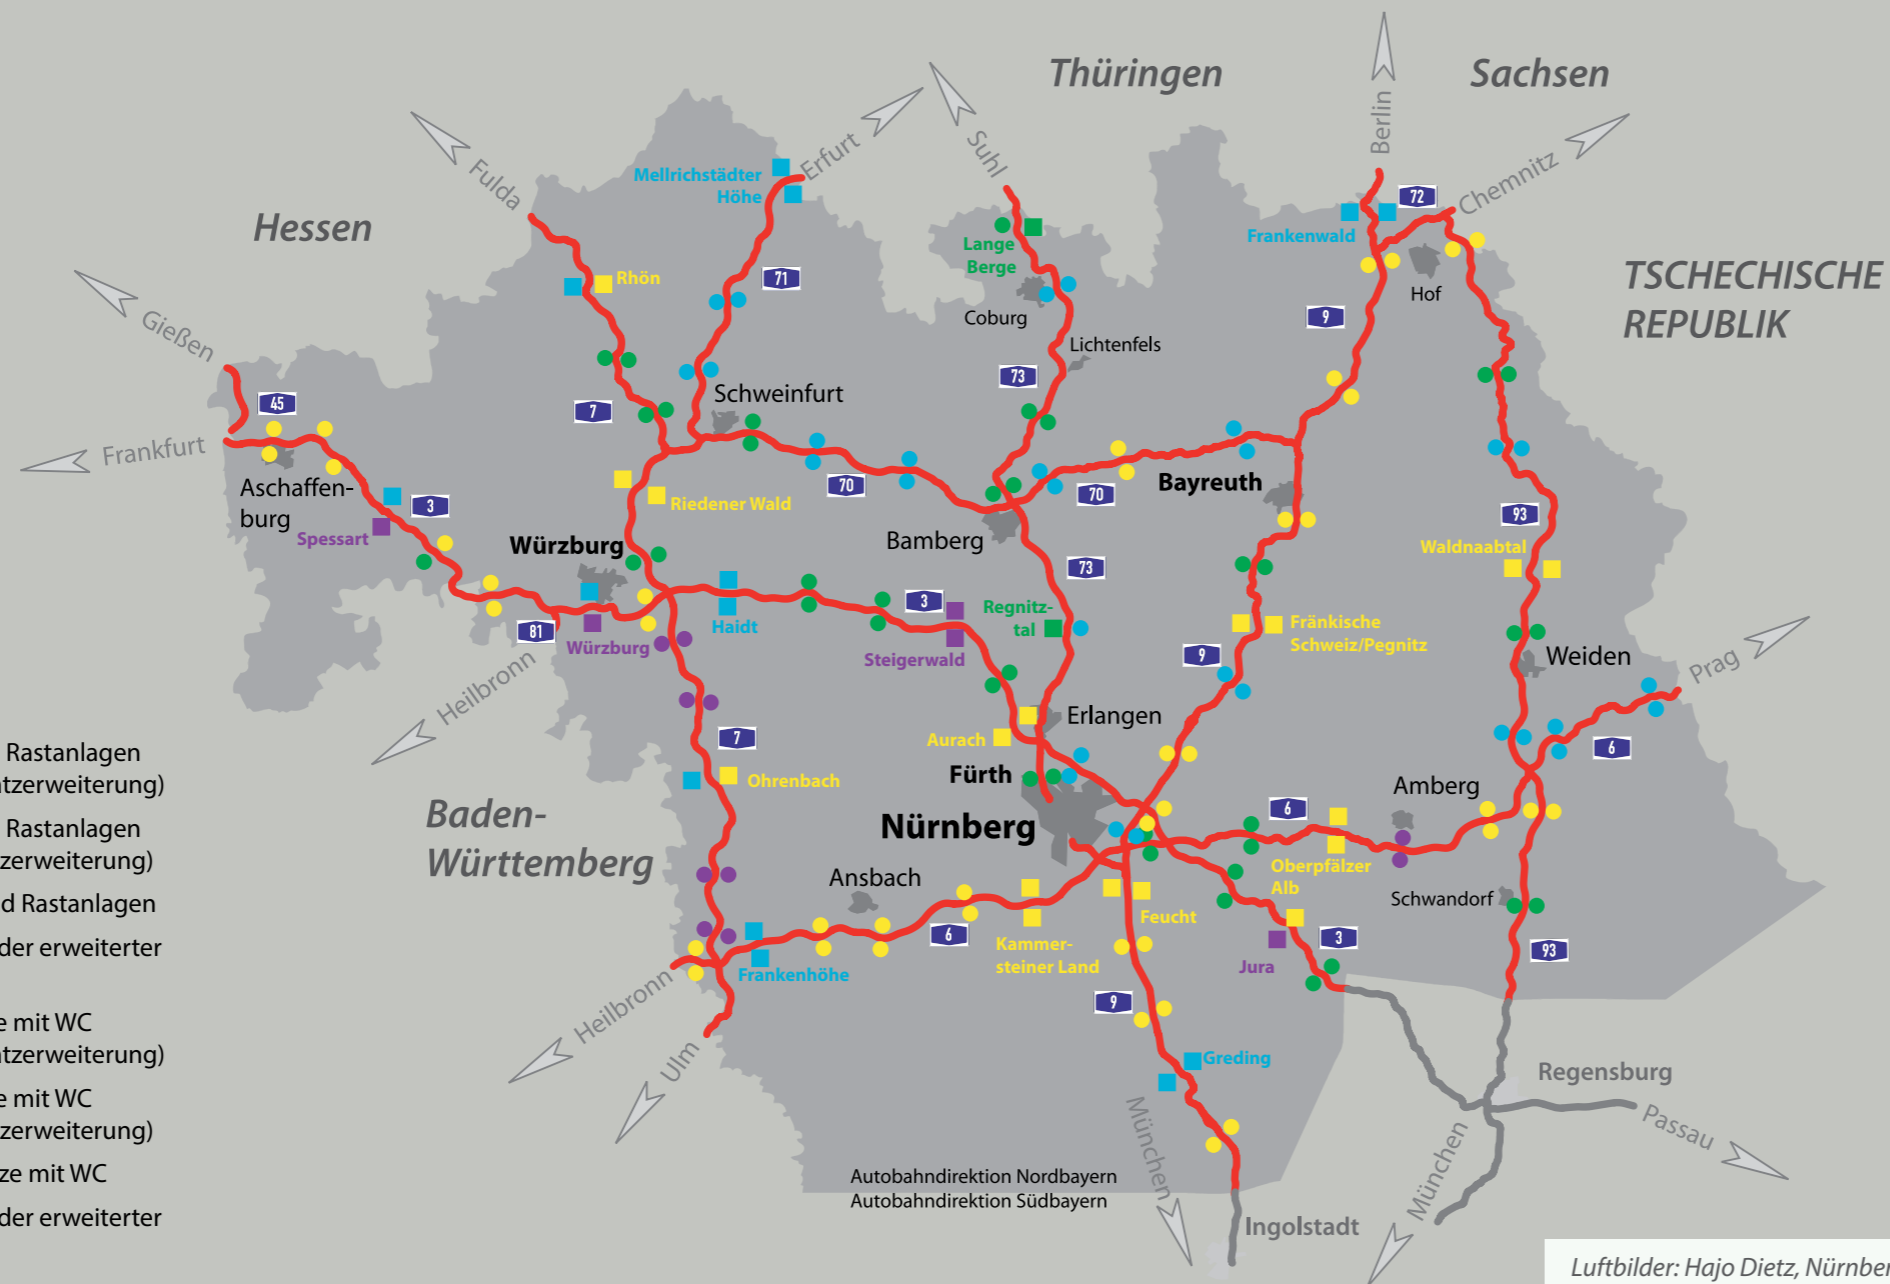 Thüringen
Sachsen
Hessen
TSCHECHISCHE
REPUBLIK
Baden-
Württemberg
Fulda
Erfurt
Suhl
Berlin
Chemnitz
Gießen
Frankfurt
Heilbronn
Heilbronn
Ulm
München
München
Passau
Prag
Mellrichstädter
Höhe
Lange
Berge
Frankenwald
Rhön
72
71
9
45
7
73
3
70
70
93
81
3
73
9
7
6
6
6
3
93
9
Hof
Coburg
Lichtenfels
Schweinfurt
Aschaffen-
burg
Spessart
Riedener Wald
Würzburg
Bamberg
Bayreuth
Waldnaabtal
Haidt
Würzburg
Steigerwald
Regnitz-
tal
Fränkische
Schweiz/Pegnitz
Weiden
Erlangen
Aurach
Fürth
Nürnberg
Ohrenbach
Amberg
Oberpfälzer
Alb
Ansbach
Schwandorf
Feucht
Kammer-
steiner Land
Jura
Frankenhöhe
Greding
Regensburg
Ingolstadt
Autobahndirektion Nordbayern
Autobahndirektion Südbayern
Rastanlagen
tzerweiterung)
Rastanlagen
zerweiterung)
d Rastanlagen
der erweiterter
e mit WC
tzerweiterung)
e mit WC
zerweiterung)
ze mit WC
der erweiterter
Luftbilder: Hajo Dietz, Nürnber